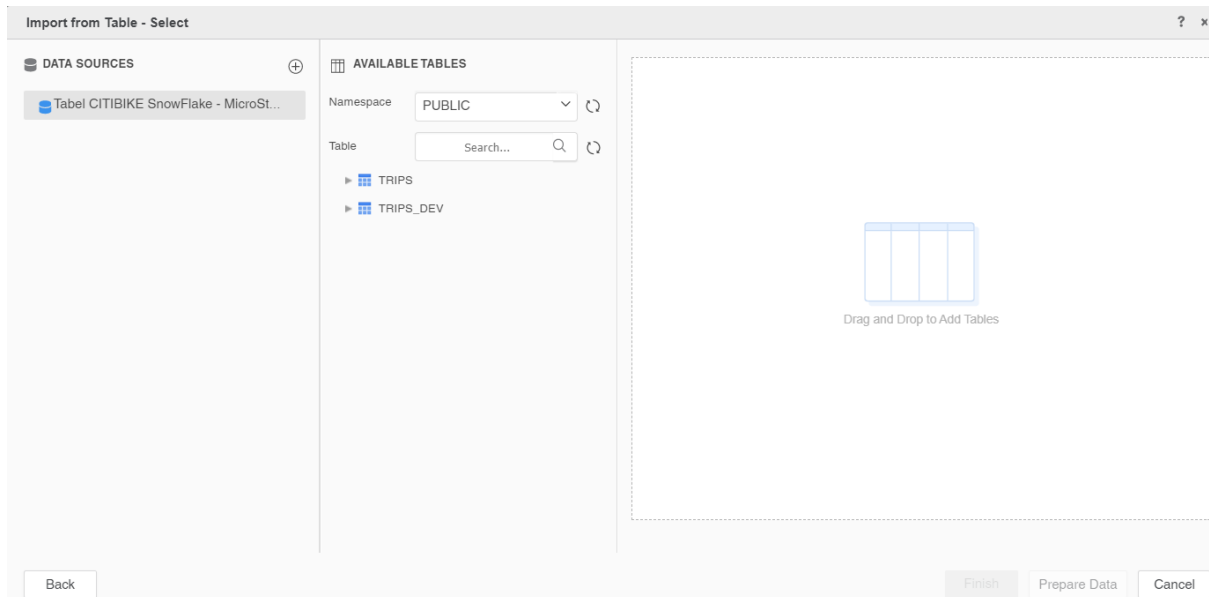 Import from Table - Select
? ×
DATA SOURCES
Tabel CITIBIKE SnowFlake - MicroSt...
AVAILABLE TABLES
Namespace PUBLIC
Table Search...
TRIPS
TRIPS_DEV
Drag and Drop to Add Tables
Back
Finish Prepare Data Cancel